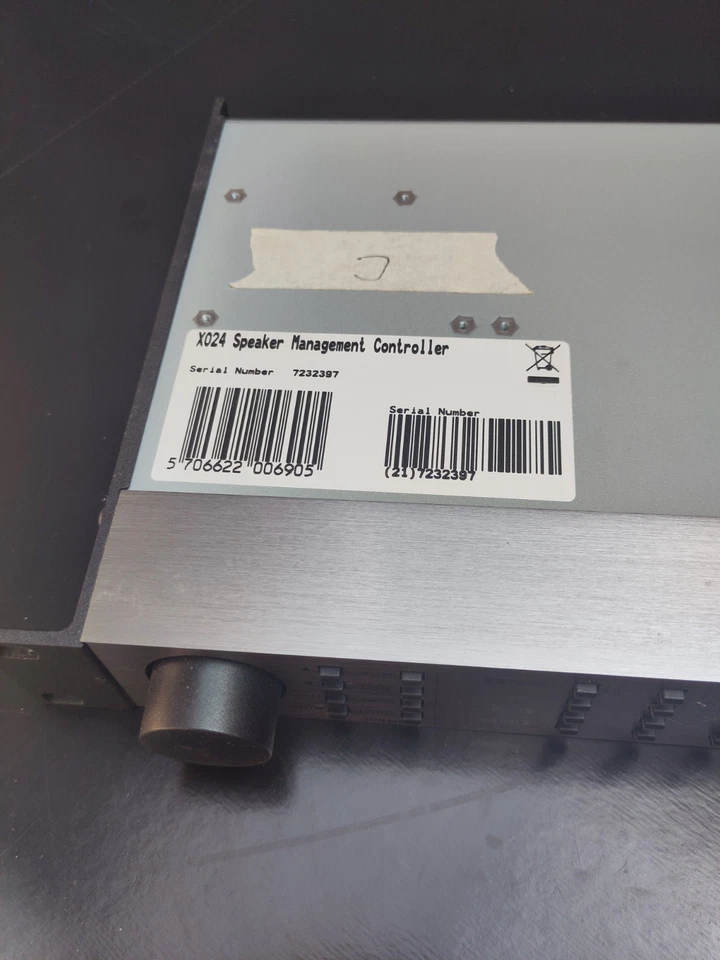 X024 Speaker Management Controller
Serial Number 7232397
Serial Number
5 706622 006905
(21)7232397